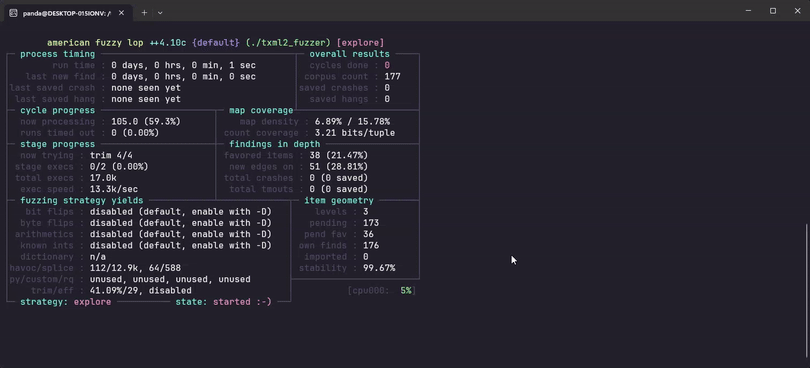 panda@DESKTOP-015IONV: /
american fuzzy lop ++4.10c {default} (./txml2_fuzzer) [explore]
process timing overall results
run time : 0 days, 0 hrs, 0 min, 1 sec cycles done : 0
last new find : 0 days, 0 hrs, 0 min, 0 sec corpus count : 177
last saved crash : none seen yet saved crashes : 0
last saved hang : none seen yet saved hangs : 0
cycle progress map coverage
now processing : 105.0 (59.3%) map density : 6.89% / 15.78%
runs timed out : 0 (0.00%) count coverage : 3.21 bits/tuple
stage progress findings in depth
now trying : trim 4/4 favored items : 38 (21.47%)
stage execs : 0/2 (0.00%) new edges on : 51 (28.81%)
total execs : 17.0k total crashes : 0 (0 saved)
exec speed : 13.3k/sec total tmouts : 0 (0 saved)
fuzzing strategy yields item geometry
bit flips : disabled (default, enable with -D) levels : 3
byte flips : disabled (default, enable with -D) pending : 173
arithmetics : disabled (default, enable with -D) pend fav : 36
known ints : disabled (default, enable with -D) own finds : 176
dictionary : n/a imported : 0
havoc/splice : 112/12.9k, 64/588 stability : 99.67%
py/custom/rq : unused, unused, unused, unused
trim/eff : 41.09%/29, disabled [cpu000: 5%]
strategy: explore state: started :-)